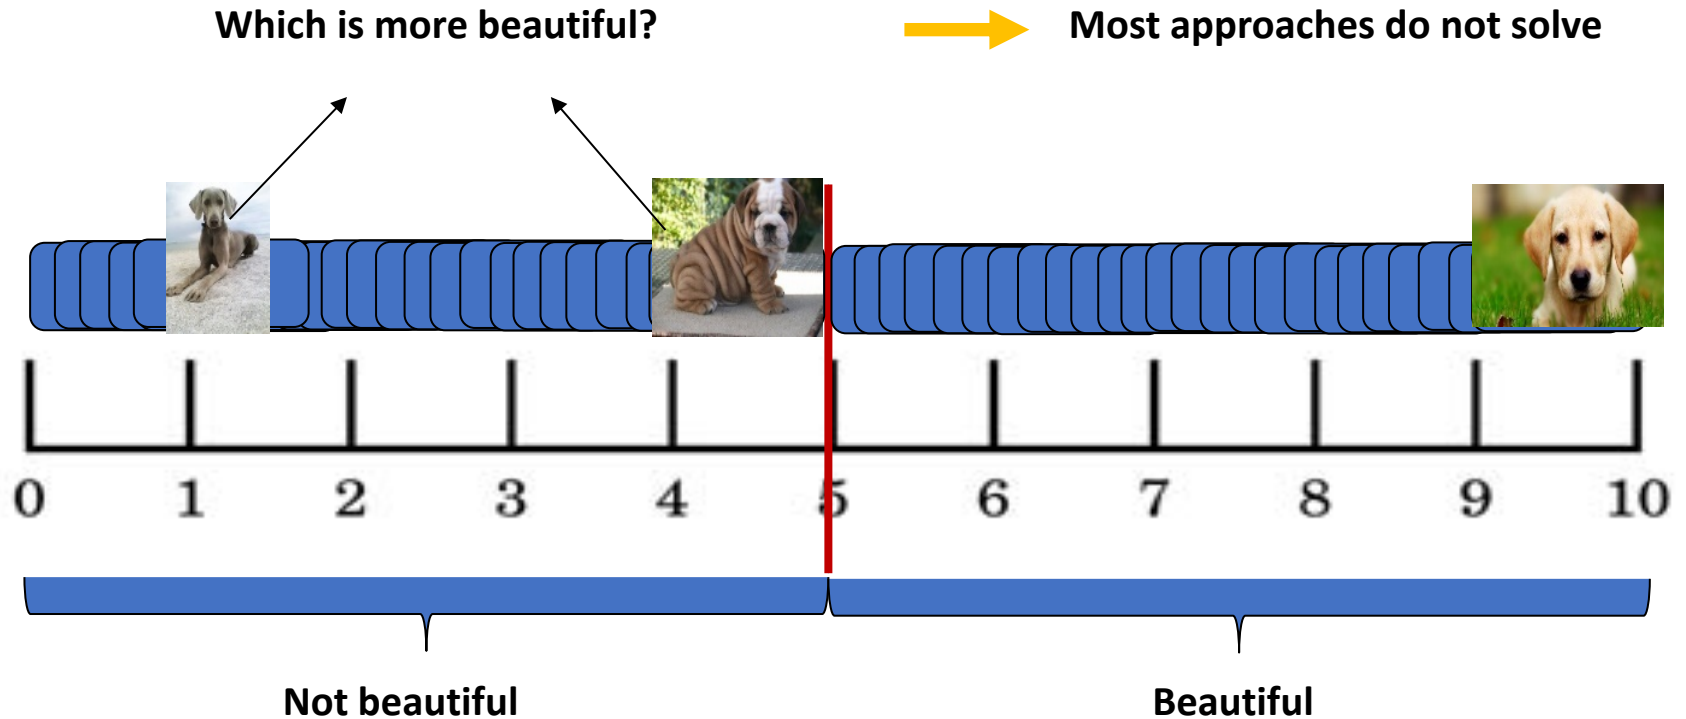 Which is more beautiful?
Most approaches do not solve
0 1 2 3 4 5 6 7 8 9 10
Not beautiful
Beautiful